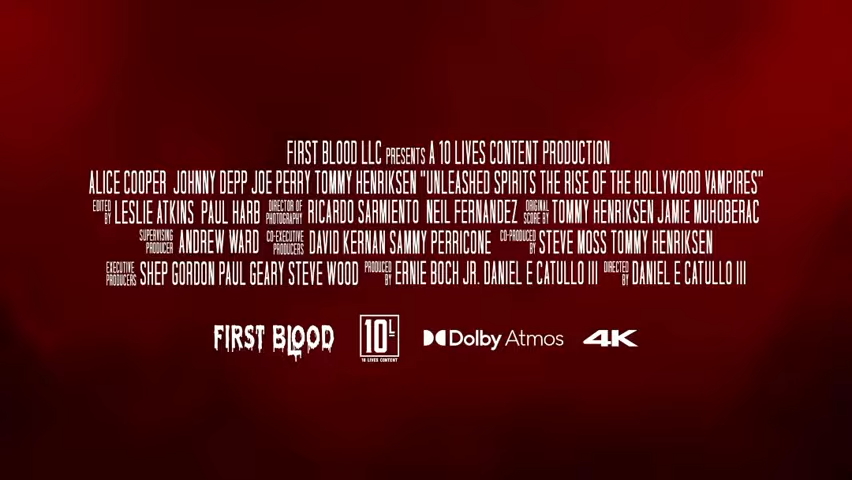 FIRST BLOOD LLC PRESENTS A 10 LIVES CONTENT PRODUCTION
ALICE COOPER JOHNNY DEPP JOE PERRY TOMMY HENRIKSEN "UNLEASHED SPIRITS THE RISE OF THE HOLLYWOOD VAMPIRES"
EDITED BY LESLIE ATKINS PAUL HARB DIRECTOR OF PHOTOGRAPHY RICARDO SARMIENTO NEIL FERNANDEZ ORIGINAL SCORE BY TOMMY HENRIKSEN JAMIE MUHOBERAC
SUPERVISING PRODUCER ANDREW WARD CO-EXECUTIVE PRODUCERS DAVID KERNAN SAMMY PERRICONE CO-PRODUCED BY STEVE MOSS TOMMY HENRIKSEN
EXECUTIVE PRODUCERS SHEP GORDON PAUL GEARY STEVE WOOD PRODUCED BY ERNIE BOCH JR. DANIEL E CATULLO III DIRECTED BY DANIEL E CATULLO III
FIRST BLOOD 10L Dolby Atmos 4K
10 LIVES CONTENT